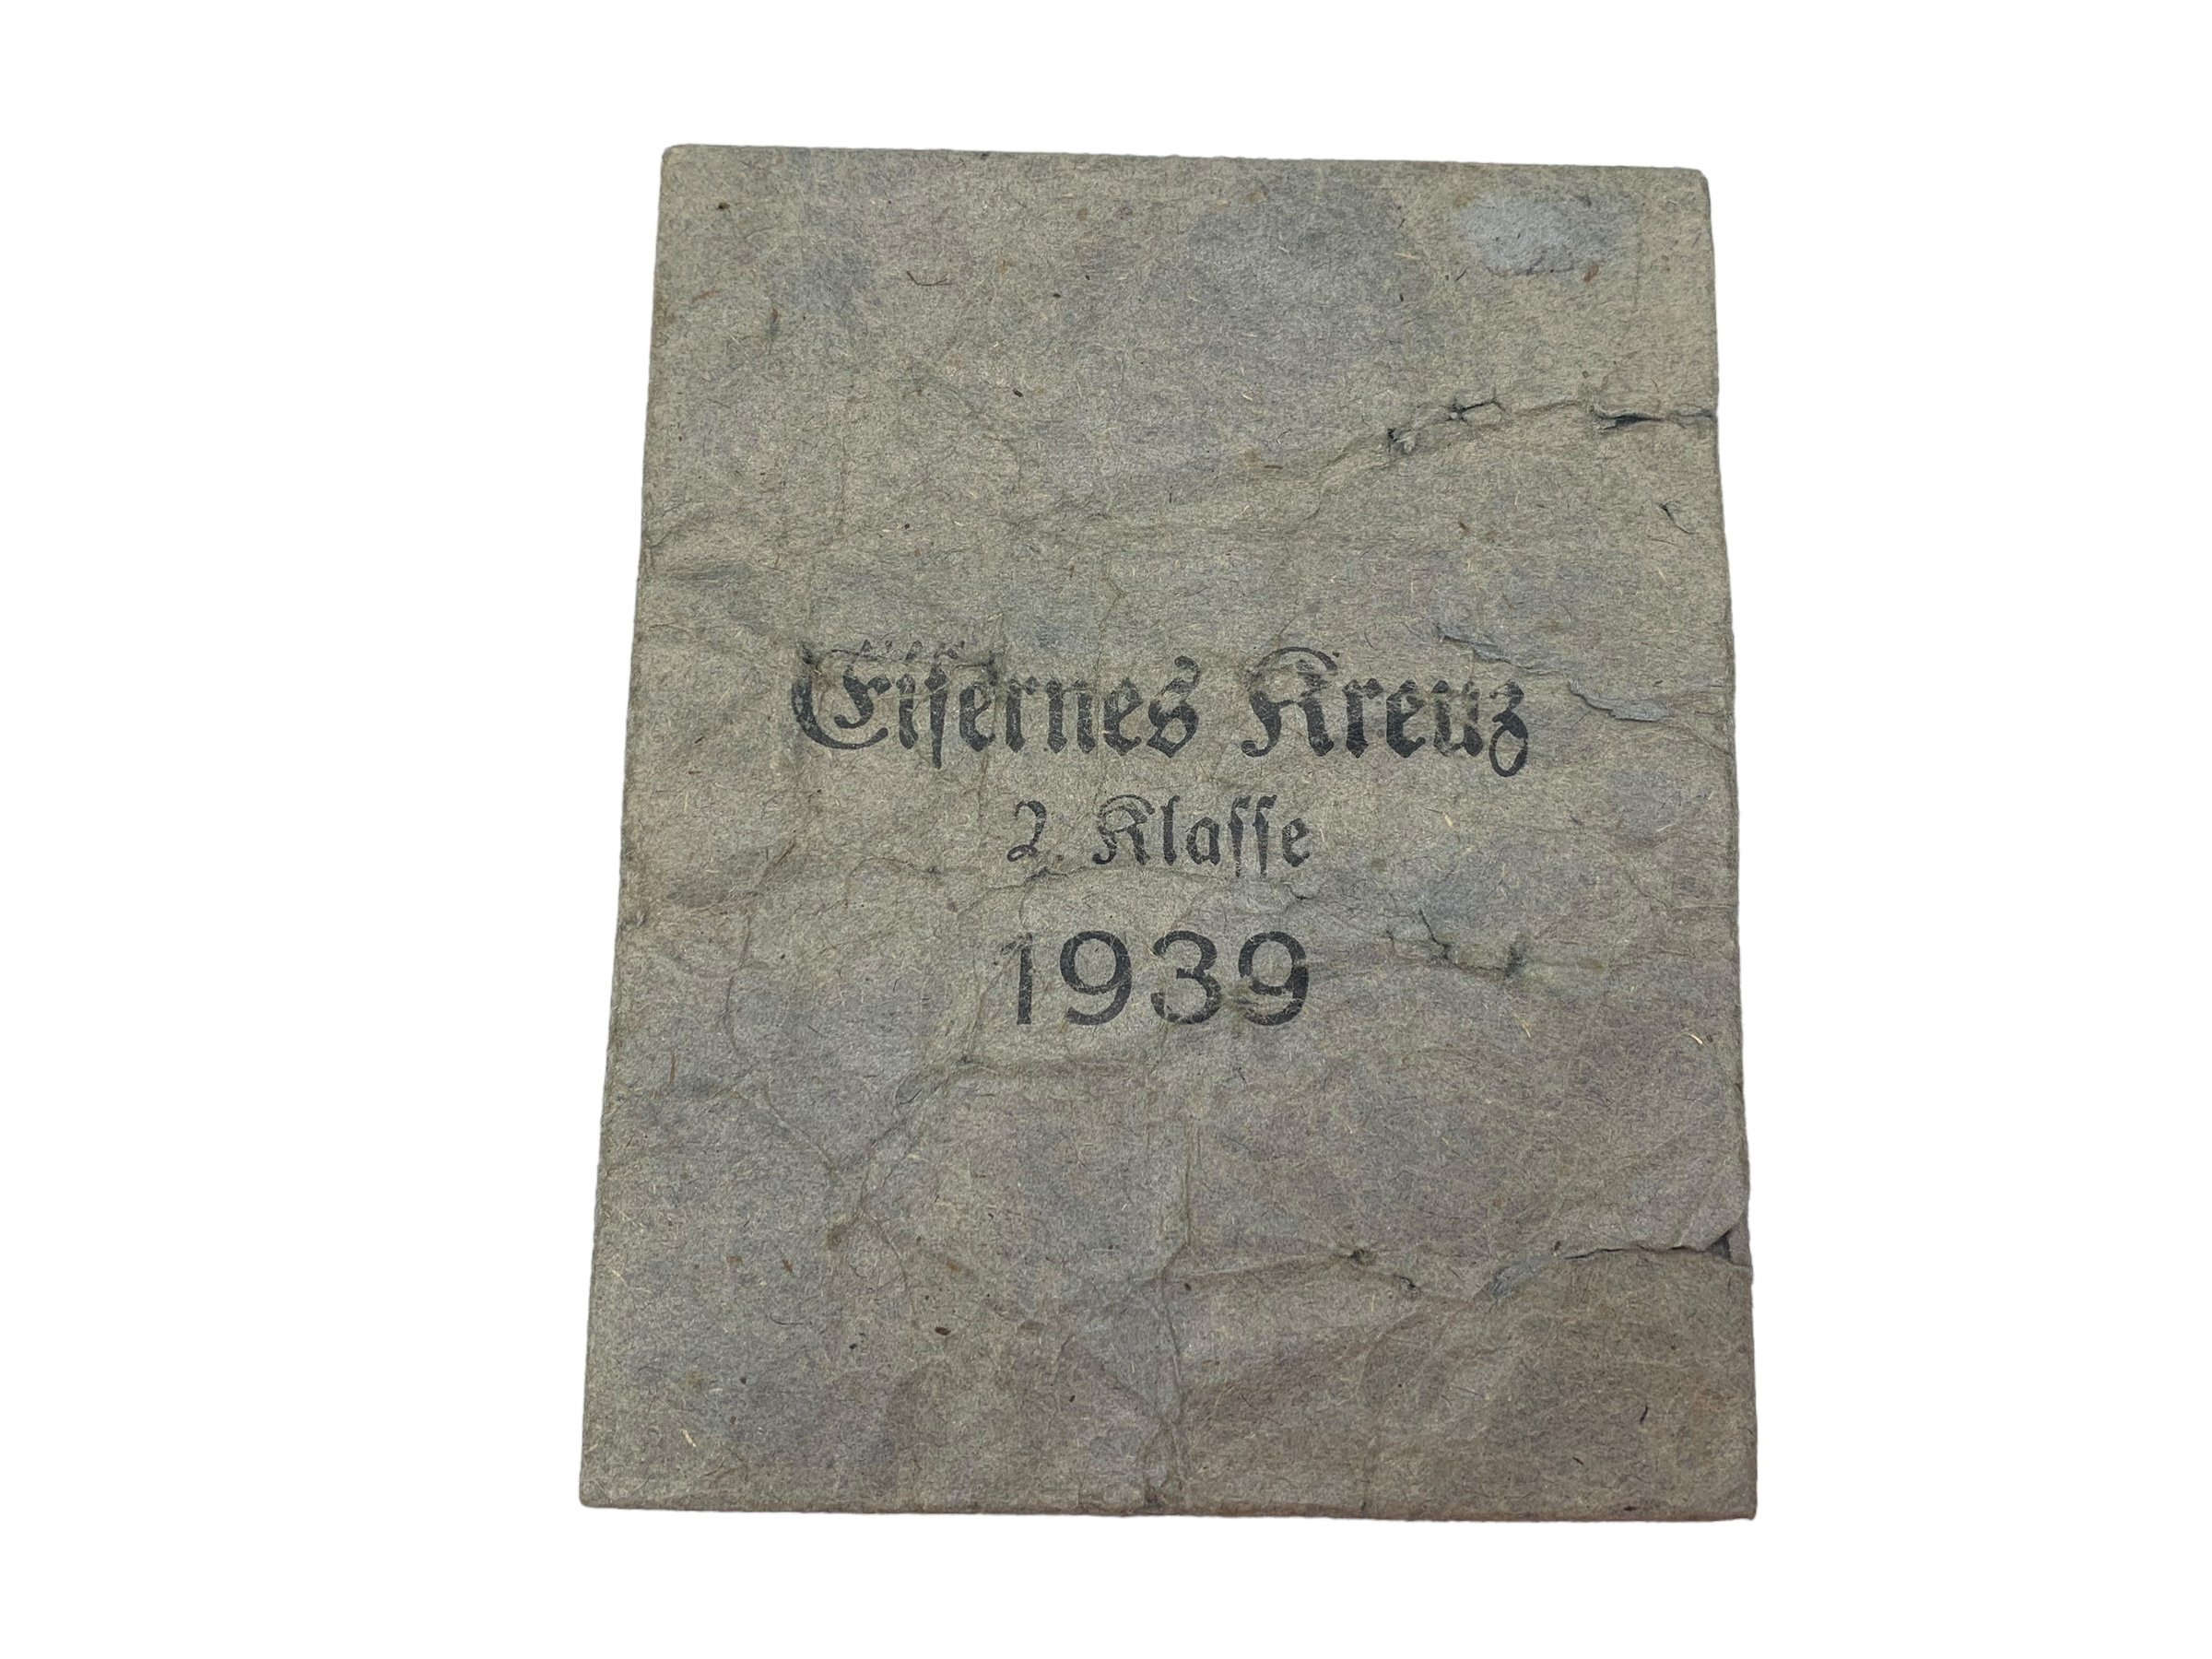 Eiſernes Kreuz
2. Klaſſe
1939